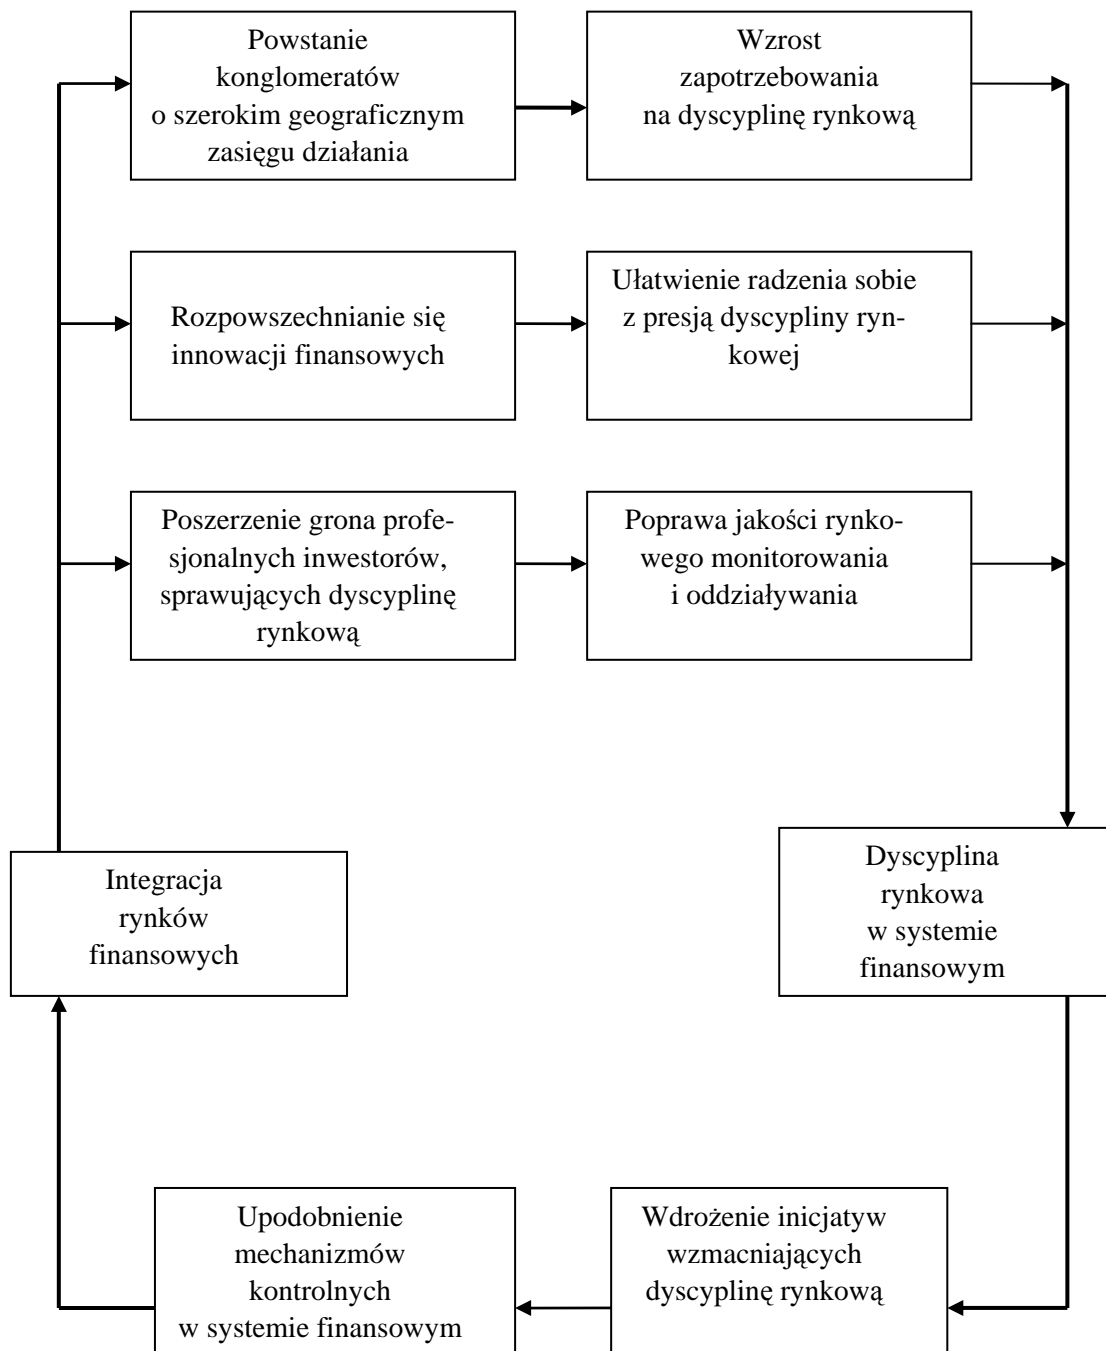 Powstanie
konglomeratów
o szerokim geograficznym
zasięgu działania
Wzrost
zapotrzebowania
na dyscyplinę rynkową
Rozpowszechnianie się
innowacji finansowych
Ułatwienie radzenia sobie
z presją dyscypliny ryn-
kowej
Poszerzenie grona profe-
sjonalnych inwestorów,
sprawujących dyscyplinę
rynkową
Poprawa jakości rynko-
wego monitorowania
i oddziaływania
Integracja
rynków
finansowych
Dyscyplina
rynkowa
w systemie
finansowym
Upodobnienie
mechanizmów
kontrolnych
w systemie finansowym
Wdrożenie inicjatyw
wzmacniających
dyscyplinę rynkową